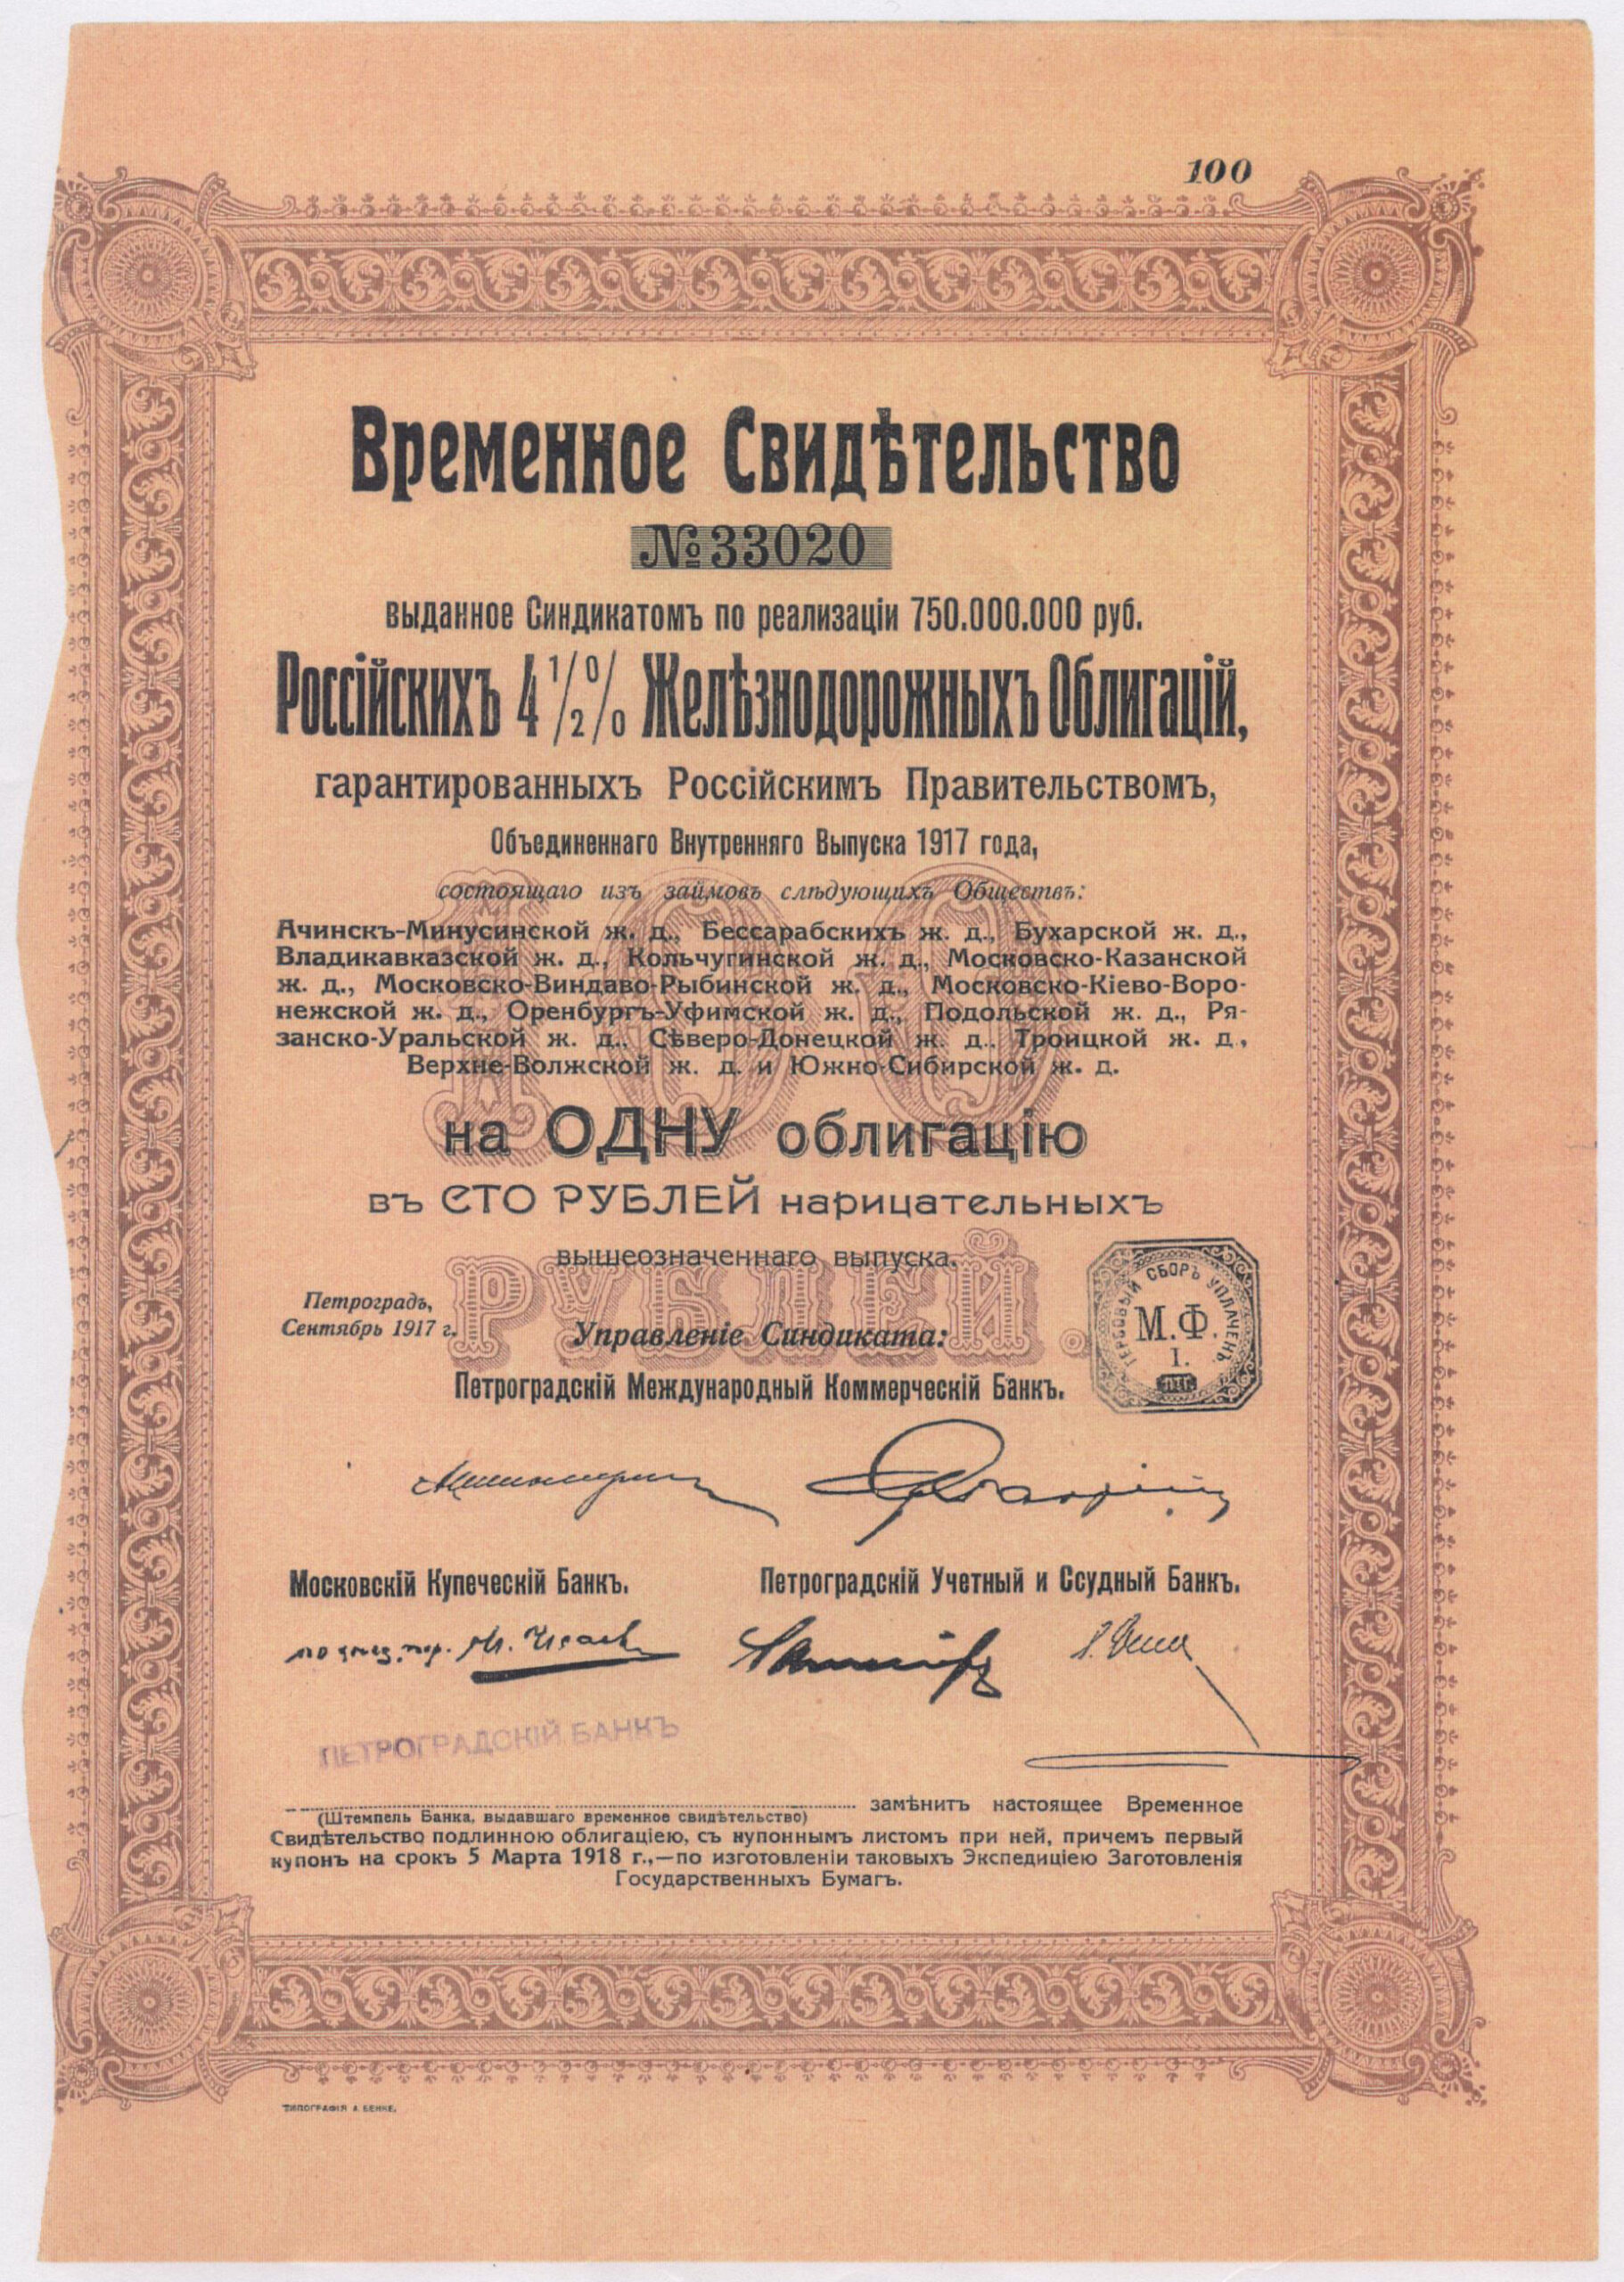 100
Временное Свидѣтельство
№ 33020
выданное Синдикатомъ по реализаціи 750.000.000 руб.
Россійскихъ 4 1/2 % Желѣзнодорожныхъ Облигацій,
гарантированныхъ Россійскимъ Правительствомъ,
Объединеннаго Внутренняго Выпуска 1917 года,
состоящаго изъ займовъ слѣдующихъ Обществъ:
Ачинскъ-Минусинской ж. д., Бессарабскихъ ж. д., Бухарской ж. д.,
Владикавказской ж. д., Кольчугинской ж. д., Московско-Казанской
ж. д., Московско-Виндаво-Рыбинской ж. д., Московско-Кіево-Воро-
нежской ж. д., Оренбургъ-Уфимской ж. д., Подольской ж. д., Ря-
занско-Уральской ж. д., Сѣверо-Донецкой ж. д., Троицкой ж. д.,
Верхне-Волжской ж. д. и Южно-Сибирской ж. д.
100
на ОДНУ облигацію
въ СТО РУБЛЕЙ нарицательныхъ
вышеозначеннаго выпуска.
РУБЛЕЙ.
Петроградъ,
Сентябрь 1917 г.
Управленіе Синдиката:
ГЕРБОВЫЙ СБОРЪ УПЛАЧЕНЪ.
М.Ф.
I.
ПТГ.
Петроградскій Международный Коммерческій Банкъ.
Московскій Купеческій Банкъ.
Петроградскій Учетный и Ссудный Банкъ.
ПЕТРОГРАДСКІЙ БАНКЪ
замѣнитъ настоящее Временное
(Штемпель Банка, выдавшаго временное свидѣтельство)
Свидѣтельство подлинною облигаціею, съ купоннымъ листомъ при ней, причемъ первый
купонъ на срокъ 5 Марта 1918 г.,—по изготовленіи таковыхъ Экспедиціею Заготовленія
Государственныхъ Бумагъ.
ТИПОГРАФІЯ А. БЕНКЕ.